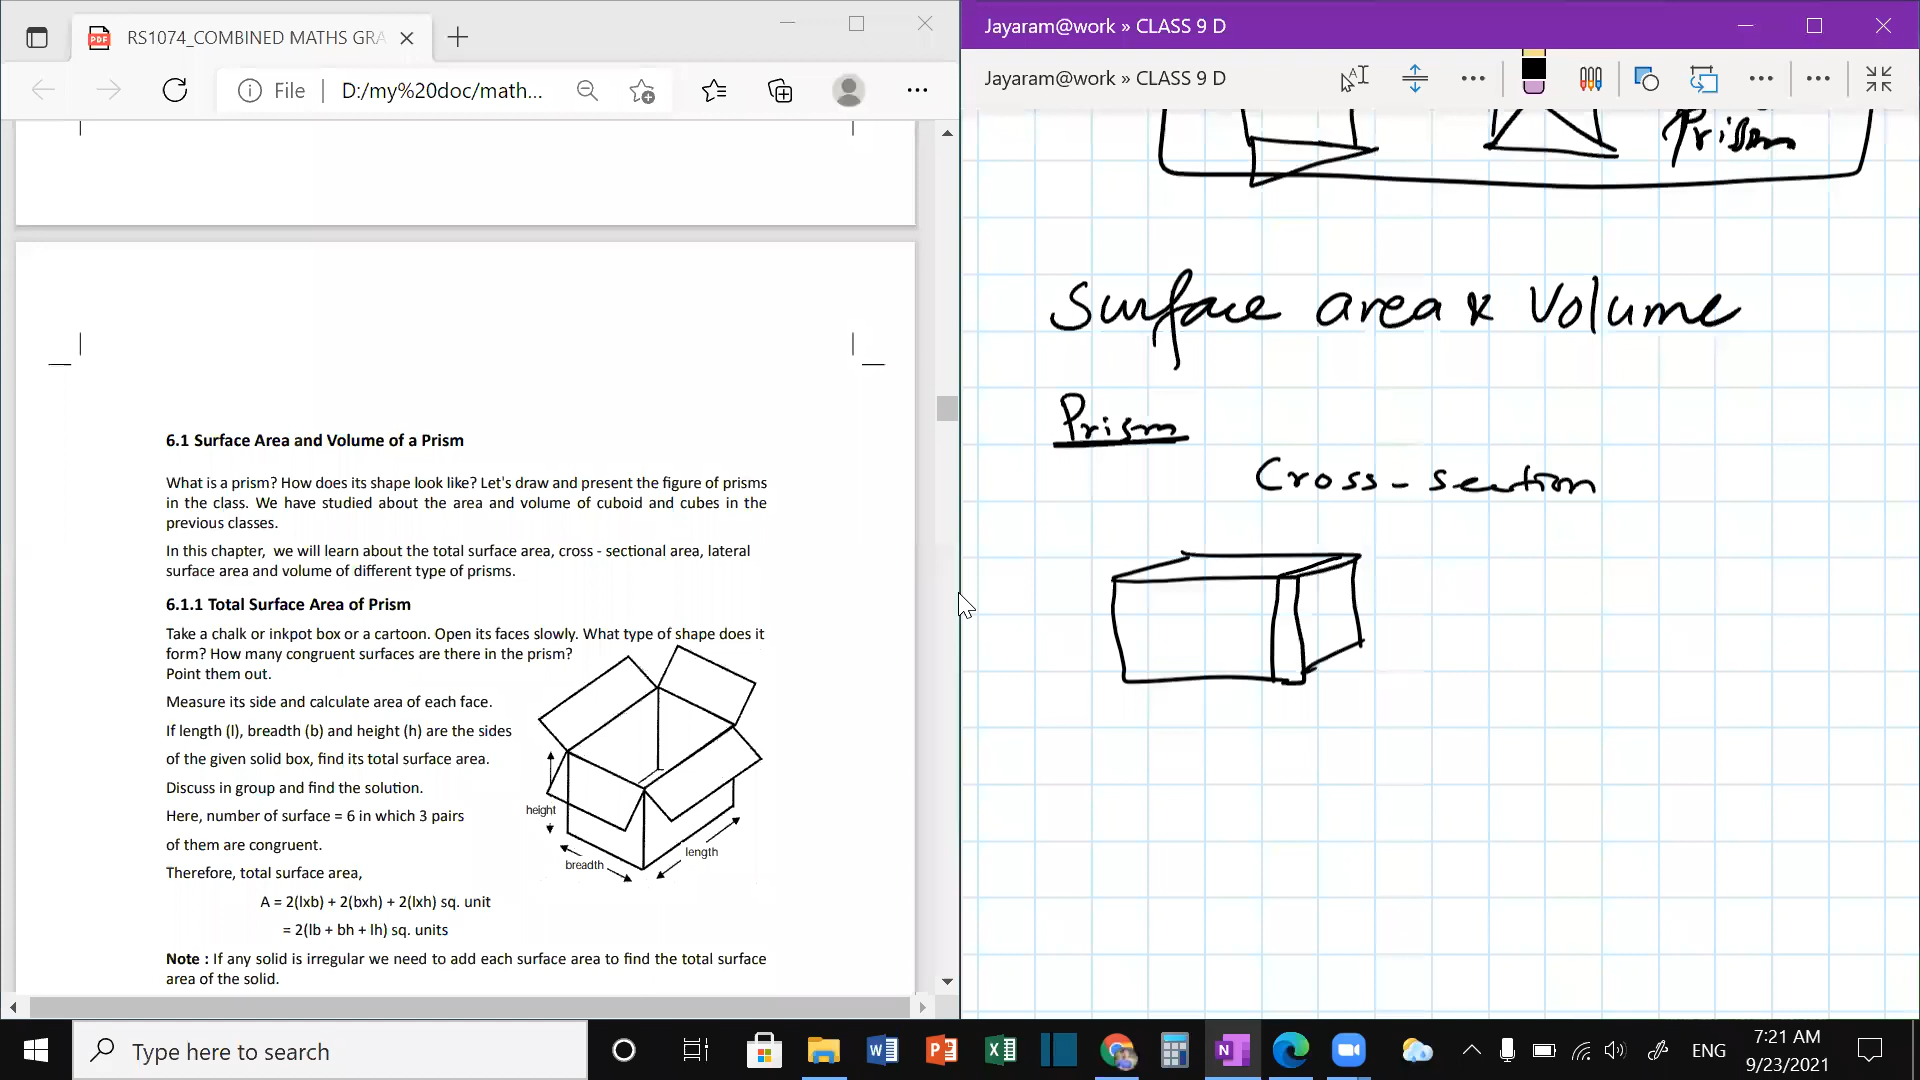 RS1074_COMBINED MATHS GRA
File
D:/my%20doc/math...
6.1 Surface Area and Volume of a Prism
What is a prism? How does its shape look like? Let's draw and present the figure of prisms
in the class. We have studied about the area and volume of cuboid and cubes in the
previous classes.
In this chapter, we will learn about the total surface area, cross - sectional area, lateral
surface area and volume of different type of prisms.
6.1.1 Total Surface Area of Prism
Take a chalk or inkpot box or a cartoon. Open its faces slowly. What type of shape does it
form? How many congruent surfaces are there in the prism?
Point them out.
Measure its side and calculate area of each face.
If length (l), breadth (b) and height (h) are the sides
of the given solid box, find its total surface area.
Discuss in group and find the solution.
Here, number of surface = 6 in which 3 pairs
of them are congruent.
Therefore, total surface area,
A = 2(lxb) + 2(bxh) + 2(lxh) sq. unit
= 2(lb + bh + lh) sq. units
Note : If any solid is irregular we need to add each surface area to find the total surface
area of the solid.
height
breadth
length
Jayaram@work » CLASS 9 D
Jayaram@work » CLASS 9 D
Prism
Surface area & Volume
Prism
Cross-section
Type here to search
ENG
7:21 AM
9/23/2021